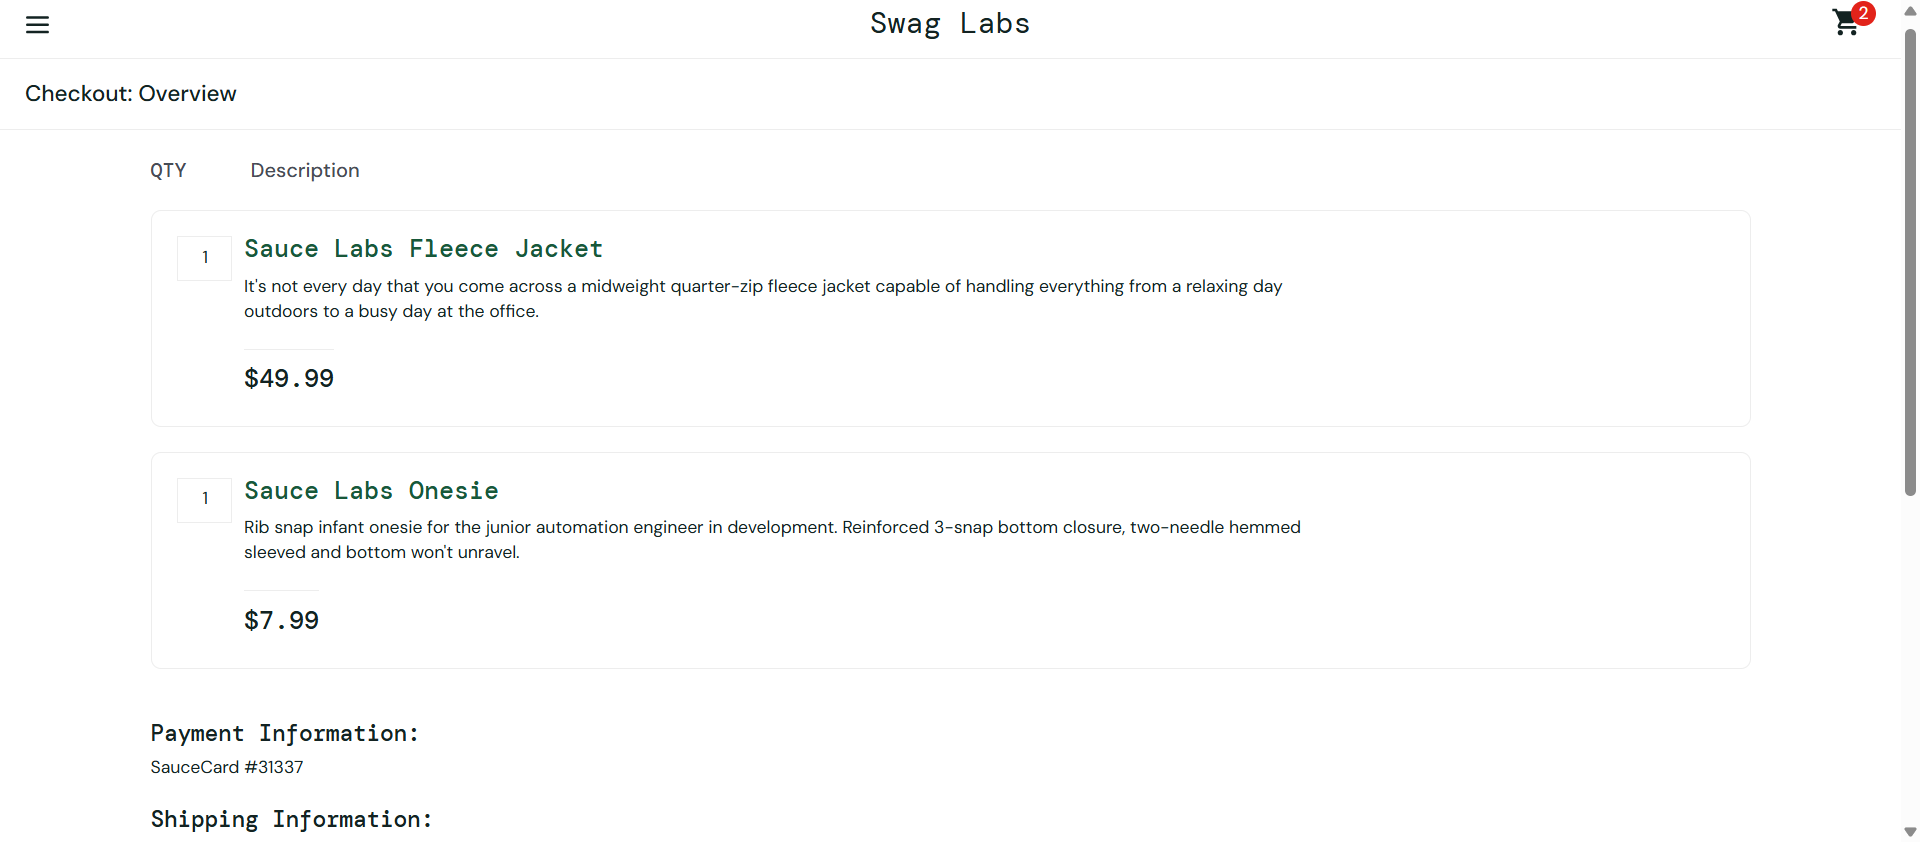 Swag Labs
2
Checkout: Overview
QTY Description
1
Sauce Labs Fleece Jacket
It's not every day that you come across a midweight quarter-zip fleece jacket capable of handling everything from a relaxing day
outdoors to a busy day at the office.
$49.99
1
Sauce Labs Onesie
Rib snap infant onesie for the junior automation engineer in development. Reinforced 3-snap bottom closure, two-needle hemmed
sleeved and bottom won't unravel.
$7.99
Payment Information:
SauceCard #31337
Shipping Information: